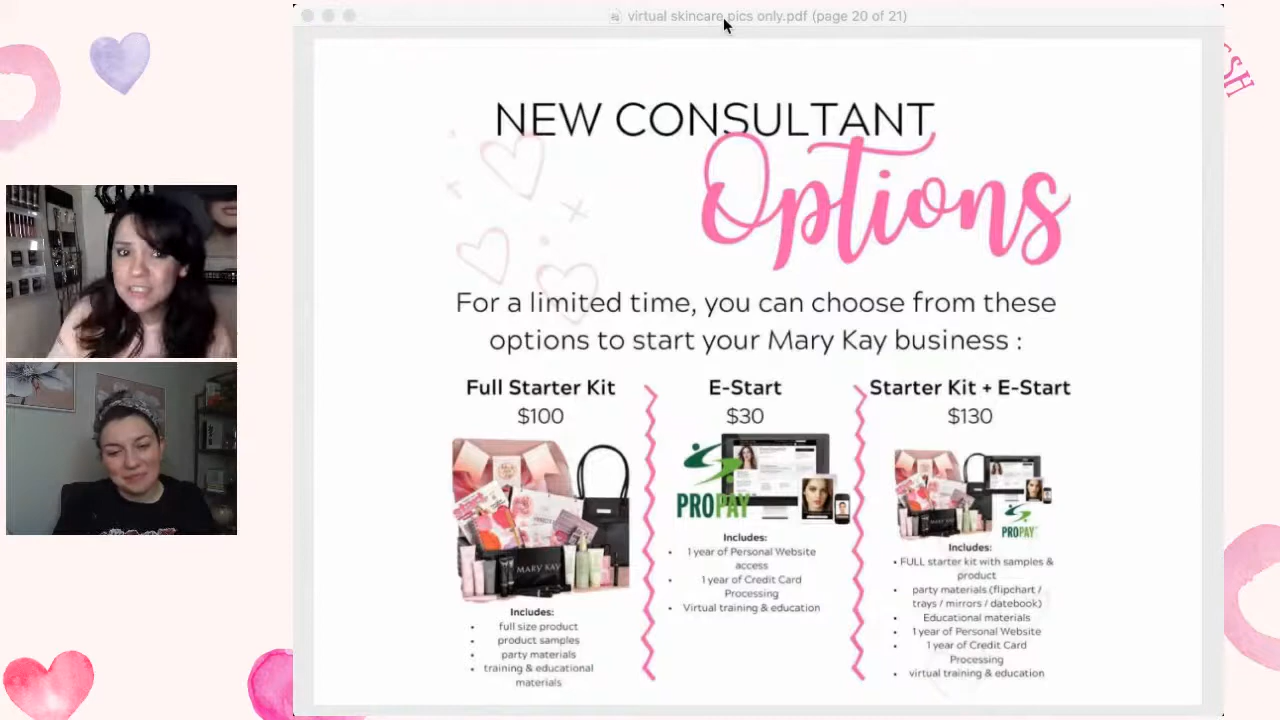 virtual skincare pics only.pdf (page 20 of 21)
SH
NEW CONSULTANT
Options
For a limited time, you can choose from these
options to start your Mary Kay business :
Full Starter Kit
$100
MARY KAY
Includes:
• full size product
• product samples
• party materials
• training & educational
materials
E-Start
$30
PROPAY
Includes:
• 1 year of Personal Website
access
• 1 year of Credit Card
Processing
• Virtual training & education
Starter Kit + E-Start
$130
MARY KAY
PROPAY
Includes:
• FULL starter kit with samples &
product
• party materials (flipchart /
trays / mirrors / datebook)
• Educational materials
• 1 year of Personal Website
• 1 year of Credit Card
Processing
• virtual training & education